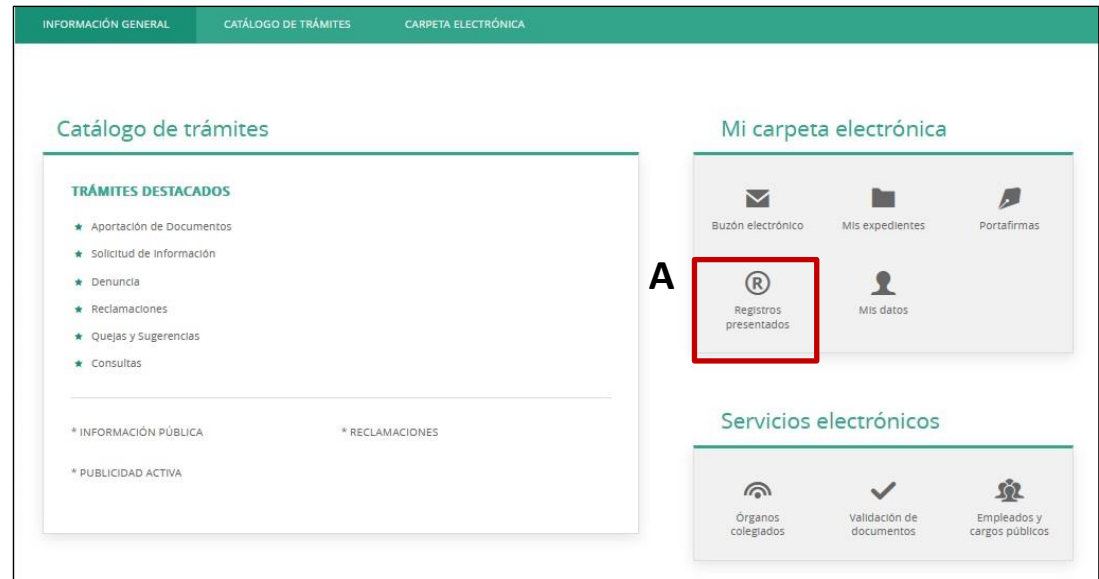 INFORMACIÓN GENERAL CATÁLOGO DE TRÁMITES CARPETA ELECTRÓNICA
Catálogo de trámites
TRÁMITES DESTACADOS
Aportación de Documentos
Solicitud de Información
Denuncia
Reclamaciones
Quejas y Sugerencias
Consultas
* INFORMACIÓN PÚBLICA * RECLAMACIONES
* PUBLICIDAD ACTIVA
Mi carpeta electrónica
Buzón electrónico Mis expedientes Portafirmas
A
®
Registros
presentados
Mis datos
Servicios electrónicos
Órganos
colegiados
Validación de
documentos
Empleados y
cargos públicos